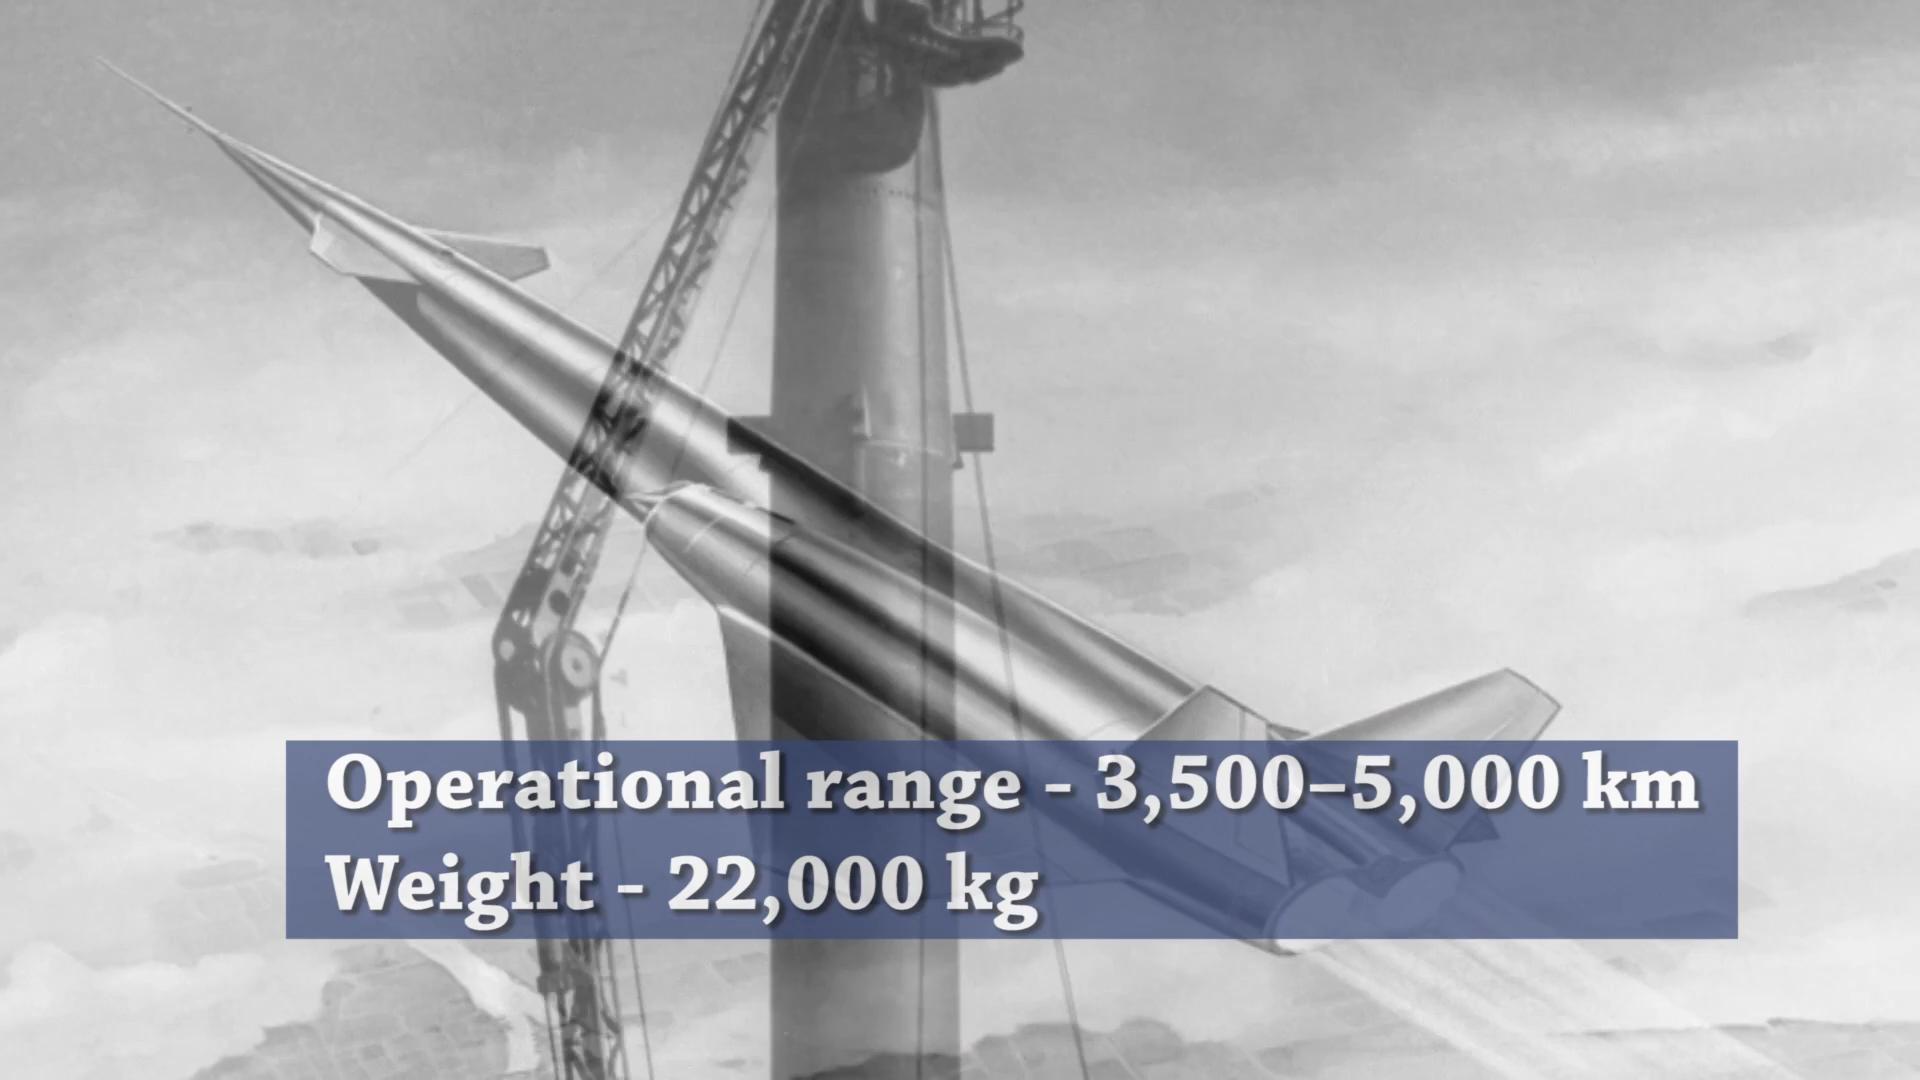 Operational range - 3,500–5,000 km
Weight - 22,000 kg